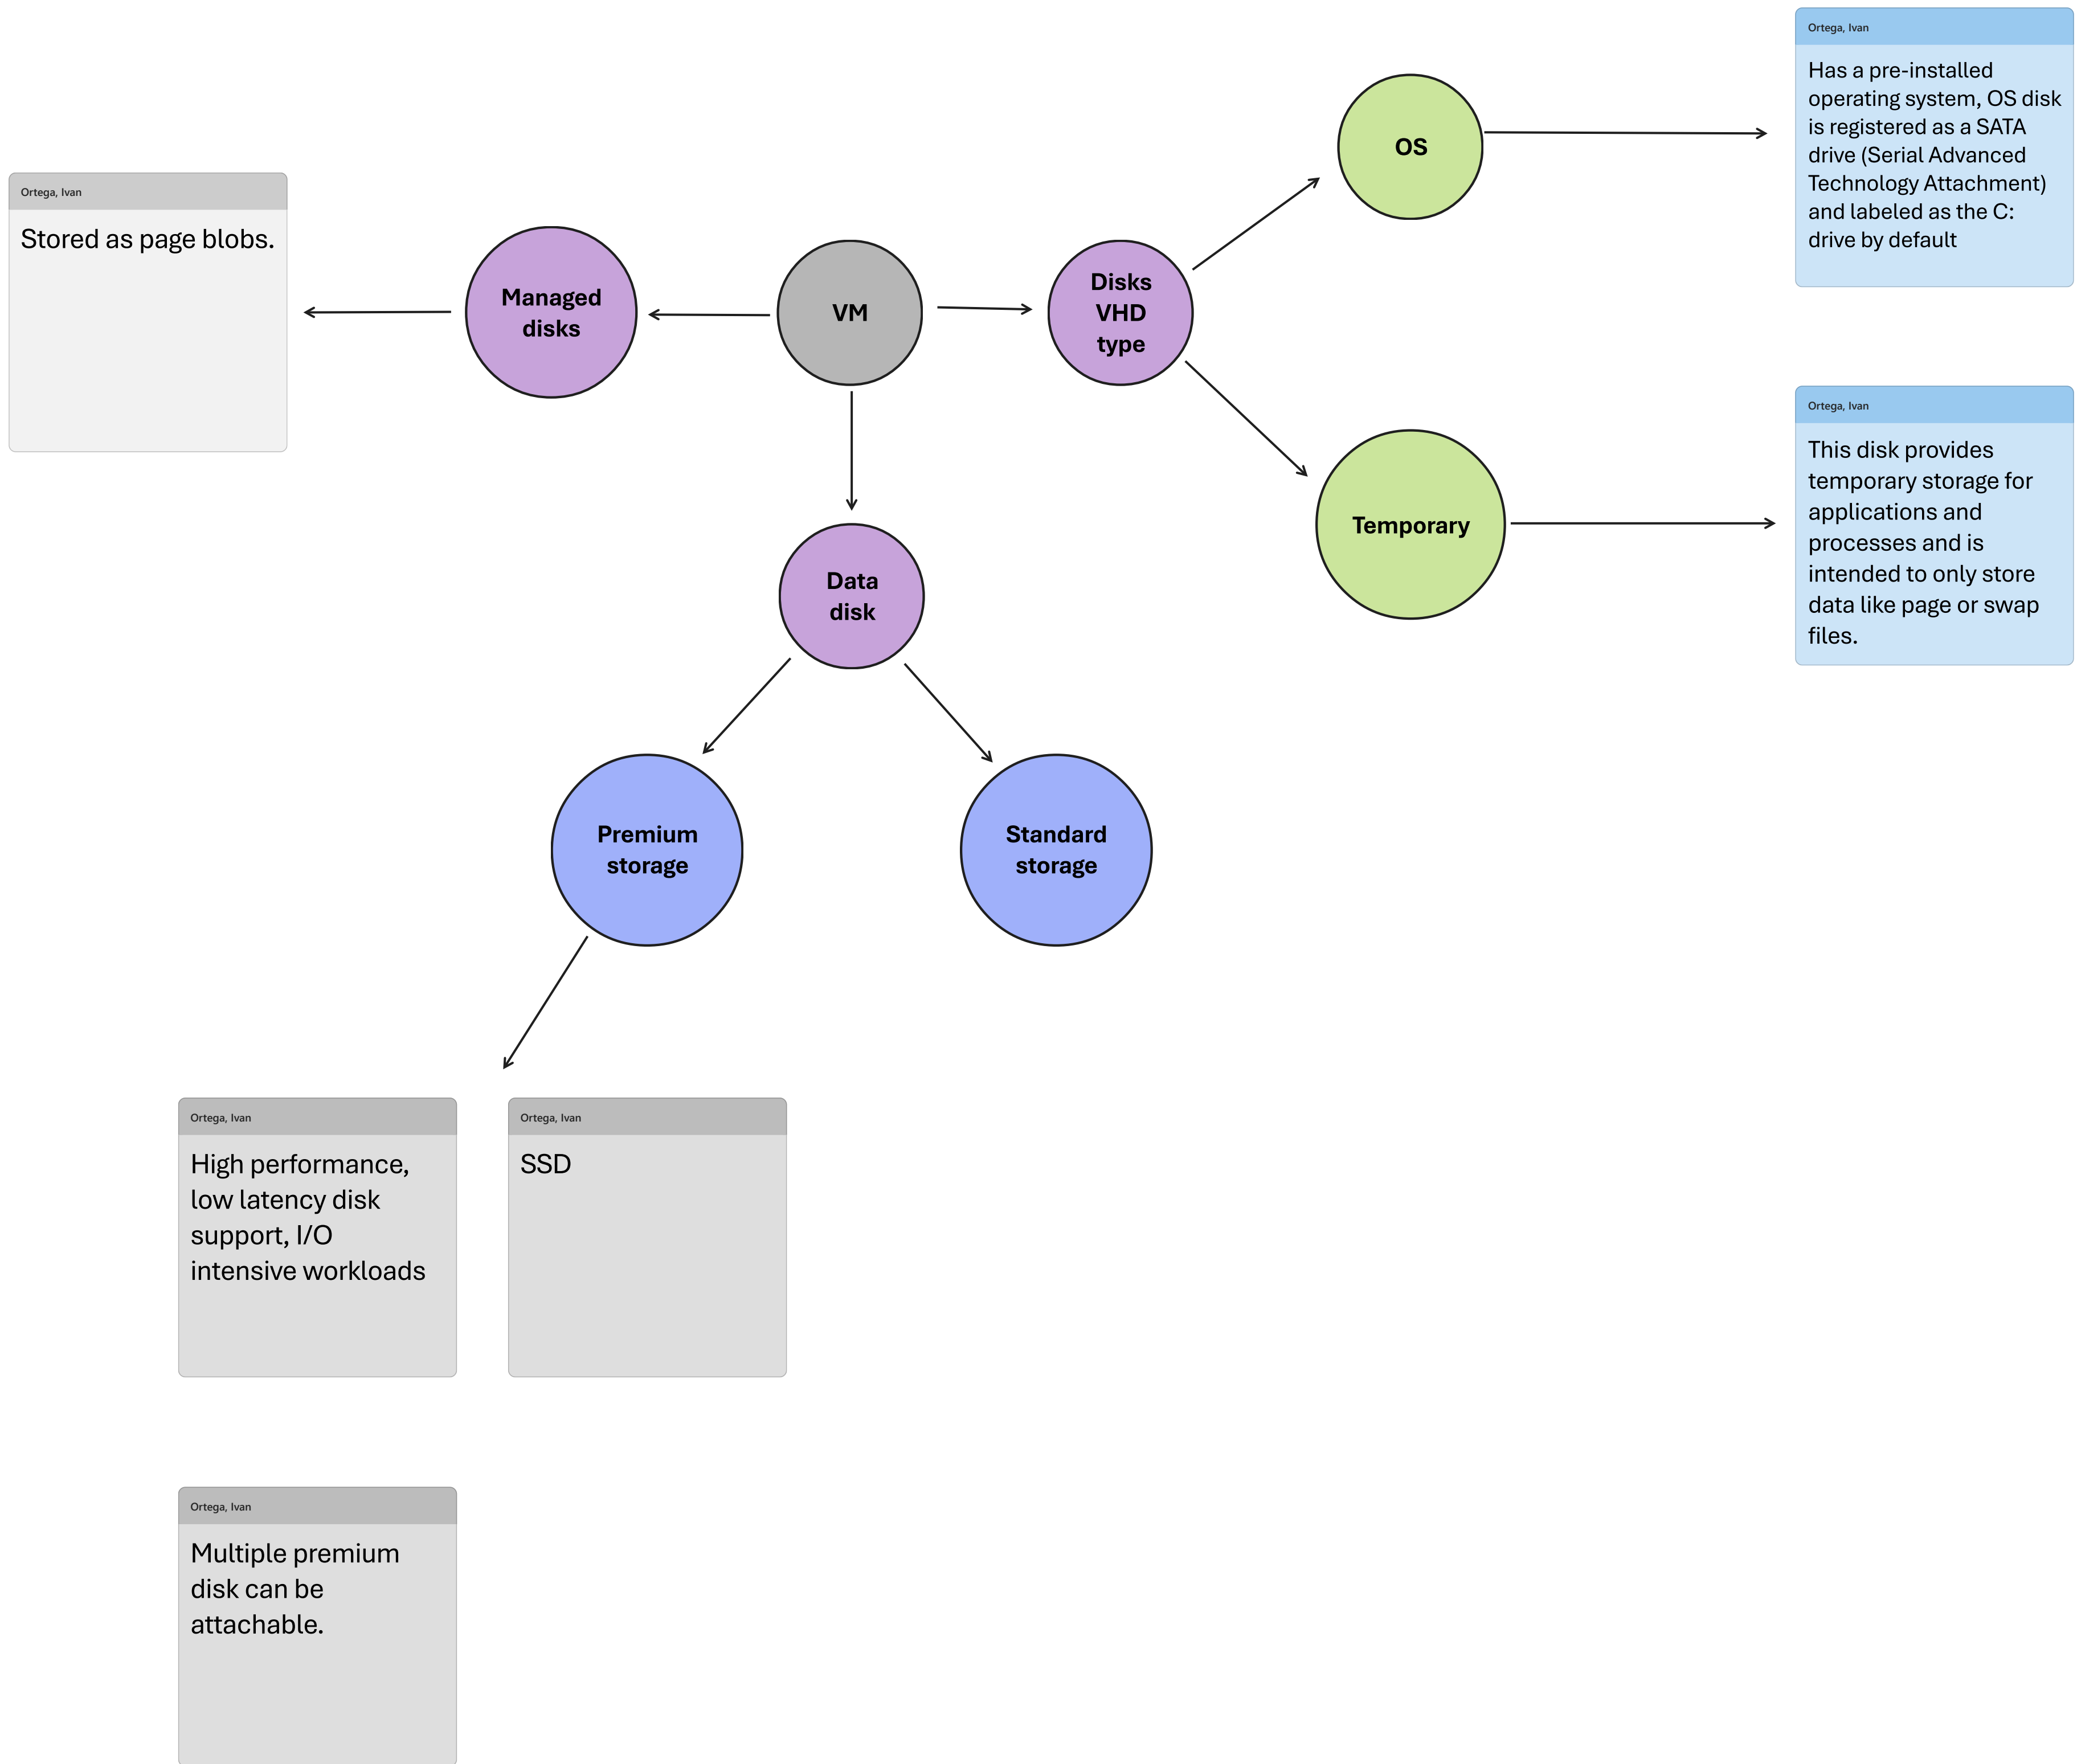 Ortega, Ivan
Has a pre-installed
operating system, OS disk
is registered as a SATA
drive (Serial Advanced
Technology Attachment)
and labeled as the C:
drive by default
OS
Ortega, Ivan
Stored as page blobs.
Managed
disks
VM
Disks
VHD
type
Ortega, Ivan
This disk provides
temporary storage for
applications and
processes and is
intended to only store
data like page or swap
files.
Temporary
Data
disk
Premium
storage
Standard
storage
Ortega, Ivan
High performance,
low latency disk
support, I/O
intensive workloads
Ortega, Ivan
SSD
Ortega, Ivan
Multiple premium
disk can be
attachable.